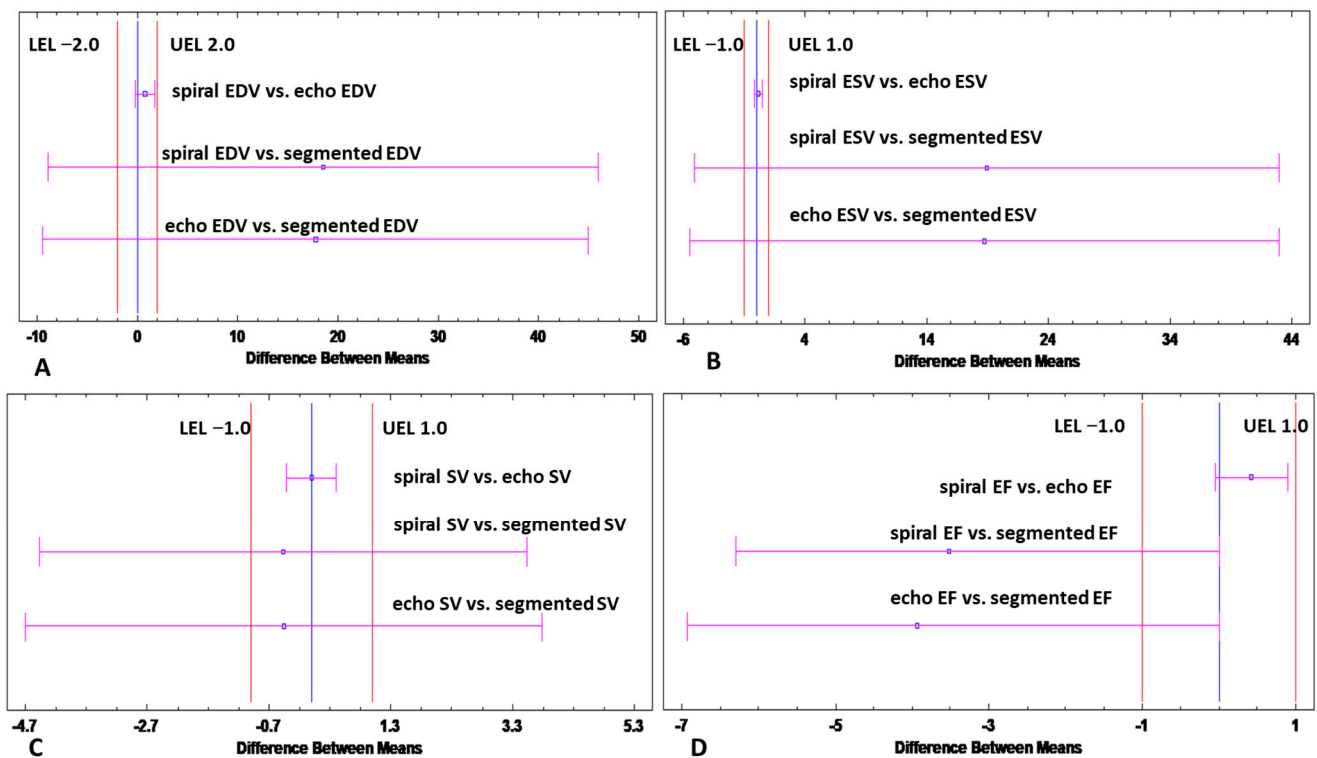 LEL −2.0 UEL 2.0
spiral EDV vs. echo EDV
spiral EDV vs. segmented EDV
echo EDV vs. segmented EDV
-10 0 10 20 30 40 50
Difference Between Means
A
LEL −1.0 UEL 1.0
spiral ESV vs. echo ESV
spiral ESV vs. segmented ESV
echo ESV vs. segmented ESV
-6 4 14 24 34 44
Difference Between Means
B
LEL −1.0 UEL 1.0
spiral SV vs. echo SV
spiral SV vs. segmented SV
echo SV vs. segmented SV
-4.7 -2.7 -0.7 1.3 3.3 5.3
Difference Between Means
C
LEL −1.0 UEL 1.0
spiral EF vs. echo EF
spiral EF vs. segmented EF
echo EF vs. segmented EF
-7 -5 -3 -1 1
Difference Between Means
D